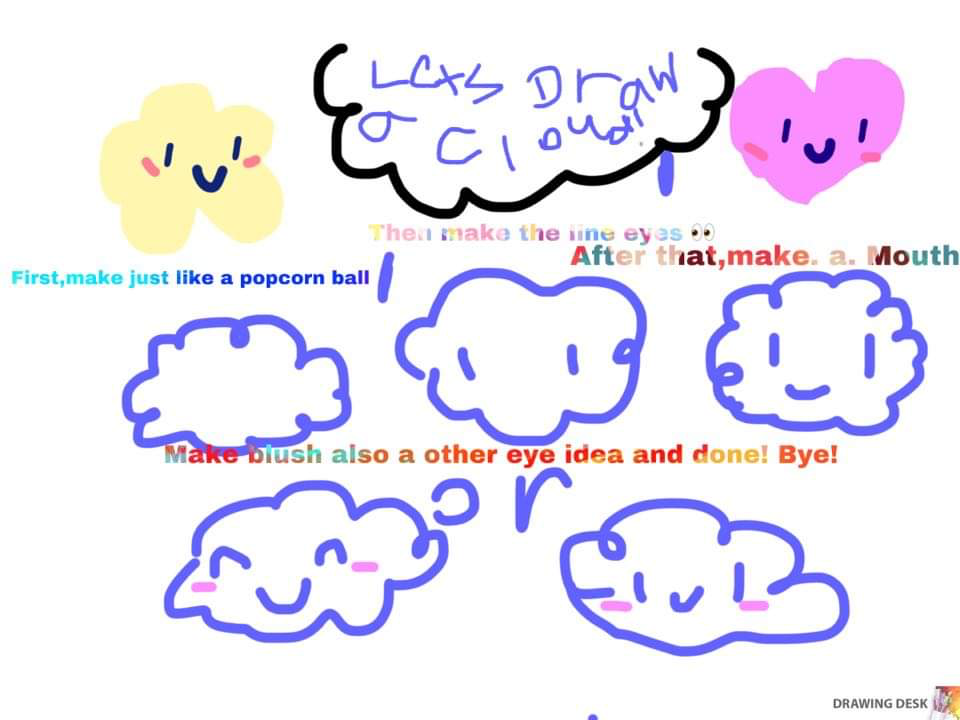 Lets Draw
a Cloud!!
Then make the line eyes 👀
After that,make. a. Mouth
First,make just like a popcorn ball
Make blush also a other eye idea and done! Bye!
or
DRAWING DESK